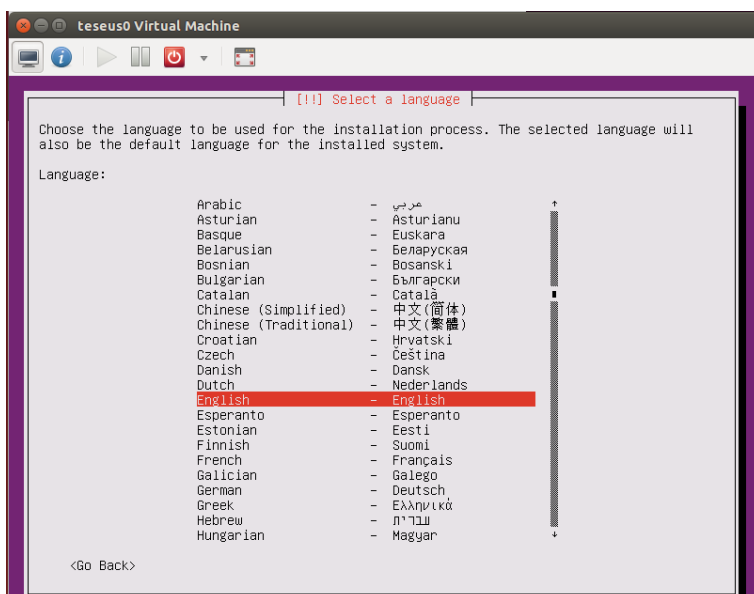 teseus0 Virtual Machine
[!!] Select a language
Choose the language to be used for the installation process. The selected language will
also be the default language for the installed system.
Language:
Arabic - عربي
Asturian - Asturianu
Basque - Euskara
Belarusian - Беларуская
Bosnian - Bosanski
Bulgarian - Български
Catalan - Català
Chinese (Simplified) - 中文(简体)
Chinese (Traditional) - 中文(繁體)
Croatian - Hrvatski
Czech - Čeština
Danish - Dansk
Dutch - Nederlands
English - English
Esperanto - Esperanto
Estonian - Eesti
Finnish - Suomi
French - Français
Galician - Galego
German - Deutsch
Greek - Ελληνικά
Hebrew - עברית
Hungarian - Magyar
<Go Back>